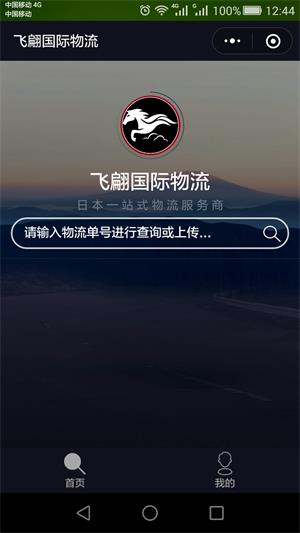 中国移动 4G
中国移动
4G
G
100%
12:44
飞翩国际物流
飞翩国际物流
日本一站式物流服务商
请输入物流单号进行查询或上传...
首页
我的